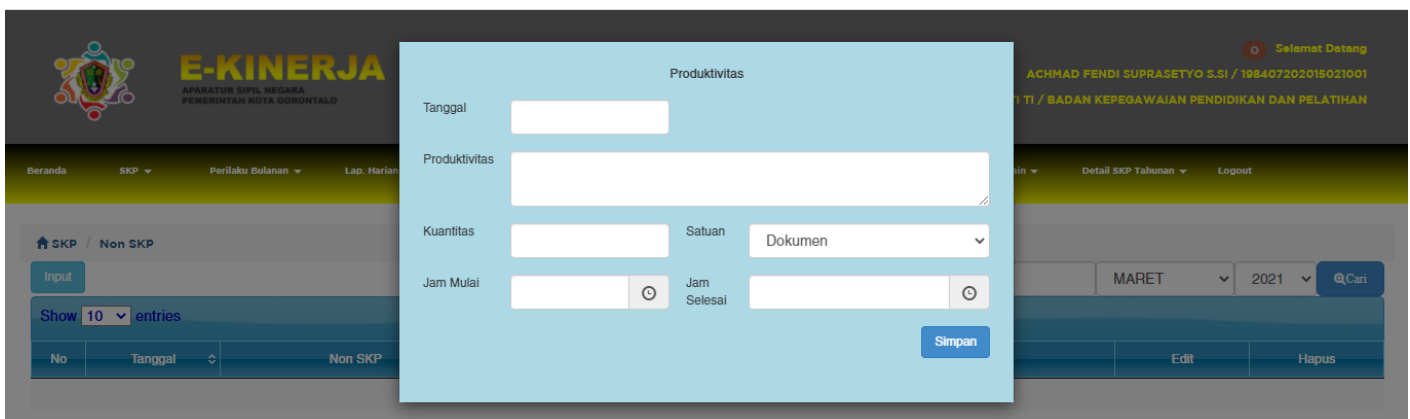 E-KINERJA
APARATUR SIPIL NEGARA
PEMERINTAH KOTA GORONTALO
0 Selamat Datang
ACHMAD FENDI SUPRASETYO S.SI / 198407202015021001
TI / BADAN KEPEGAWAIAN PENDIDIKAN DAN PELATIHAN
Beranda SKP Perilaku Bulanan Lap. Harian Detail SKP Tahunan Logout
SKP / Non SKP
Input MARET 2021 Cari
Show 10 entries
No Tanggal Non SKP Edit Hapus
Produktivitas
Tanggal
Produktivitas
Kuantitas Satuan Dokumen
Jam Mulai Jam
Selesai
Simpan